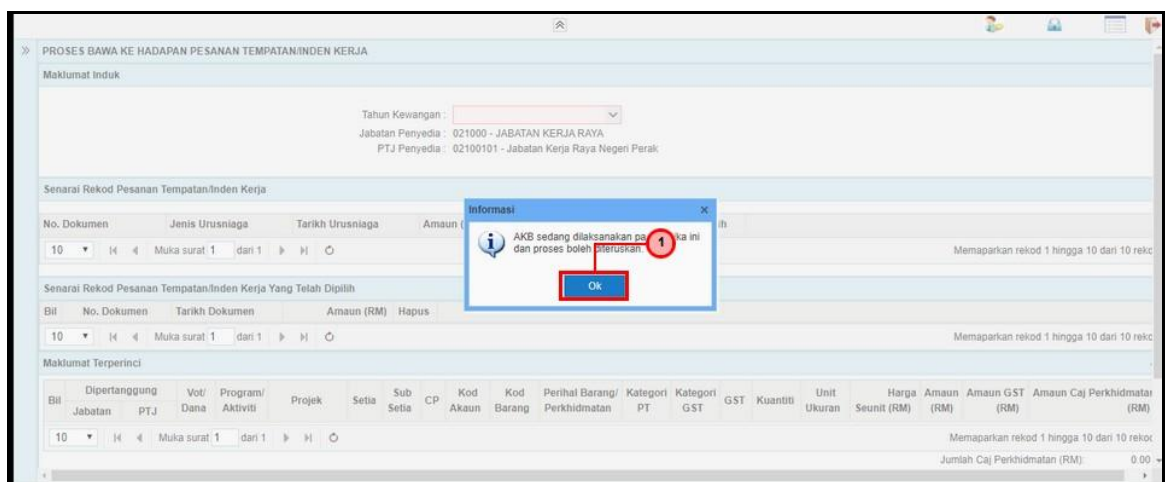 PROSES BAWA KE HADAPAN PESANAN TEMPATAN/INDEN KERJA
Maklumat Induk
Tahun Kewangan :
Jabatan Penyedia : 021000 - JABATAN KERJA RAYA
PTJ Penyedia : 02100101 - Jabatan Kerja Raya Negeri Perak
Senarai Rekod Pesanan Tempatan/Inden Kerja
No. Dokumen Jenis Urusniaga Tarikh Urusniaga Amaun (
10 Muka surat 1 dari 1 Memaparkan rekod 1 hingga 10 dari 10 reko
Informasi
AKB sedang dilaksanakan pa ika ini
dan proses boleh diteruskan.
1
Ok
Senarai Rekod Pesanan Tempatan/Inden Kerja Yang Telah Dipilih
Bil No. Dokumen Tarikh Dokumen Amaun (RM) Hapus
10 Muka surat 1 dari 1 Memaparkan rekod 1 hingga 10 dari 10 reko
Maklumat Terperinci
Bil Dipertanggung Vot/ Program/ Projek Setia Sub CP Kod Kod Perihal Barang/ Kategori Kategori GST Kuantiti Unit Harga Amaun Amaun GST Amaun Caj Perkhidmatan
Jabatan PTJ Dana Aktiviti Setia Akaun Barang Perkhidmatan PT GST Ukuran Seunit (RM) (RM) (RM) (RM)
10 Muka surat 1 dari 1 Memaparkan rekod 1 hingga 10 dari 10 rekod
Jumlah Caj Perkhidmatan (RM): 0.00